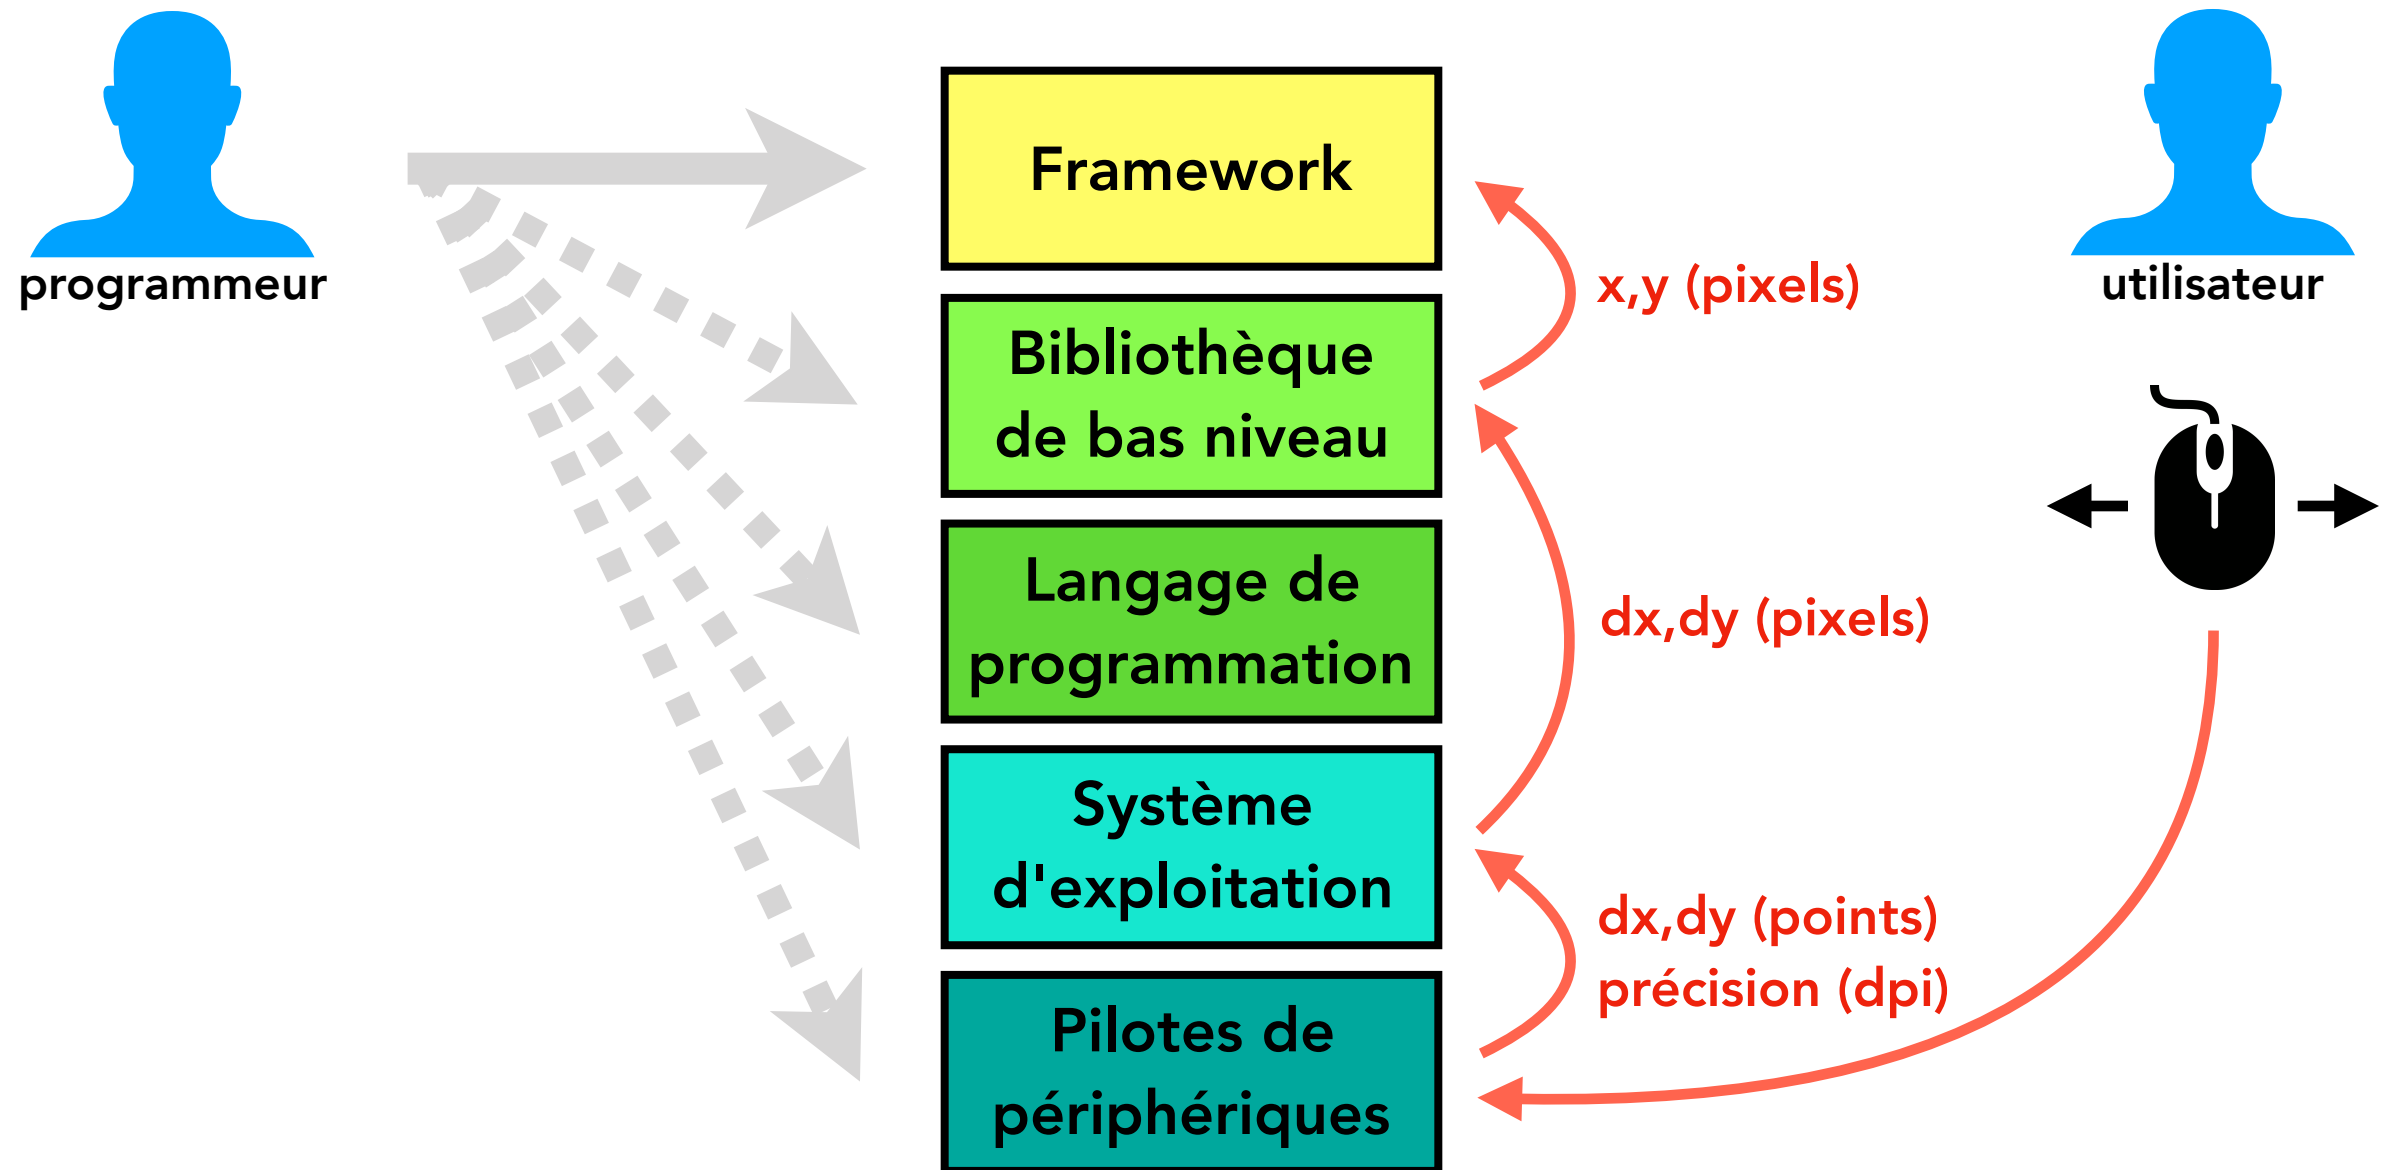 programmeur
Framework
Bibliothèque
de bas niveau
Langage de
programmation
Système
d'exploitation
Pilotes de
périphériques
x,y (pixels)
dx,dy (pixels)
dx,dy (points)
précision (dpi)
utilisateur